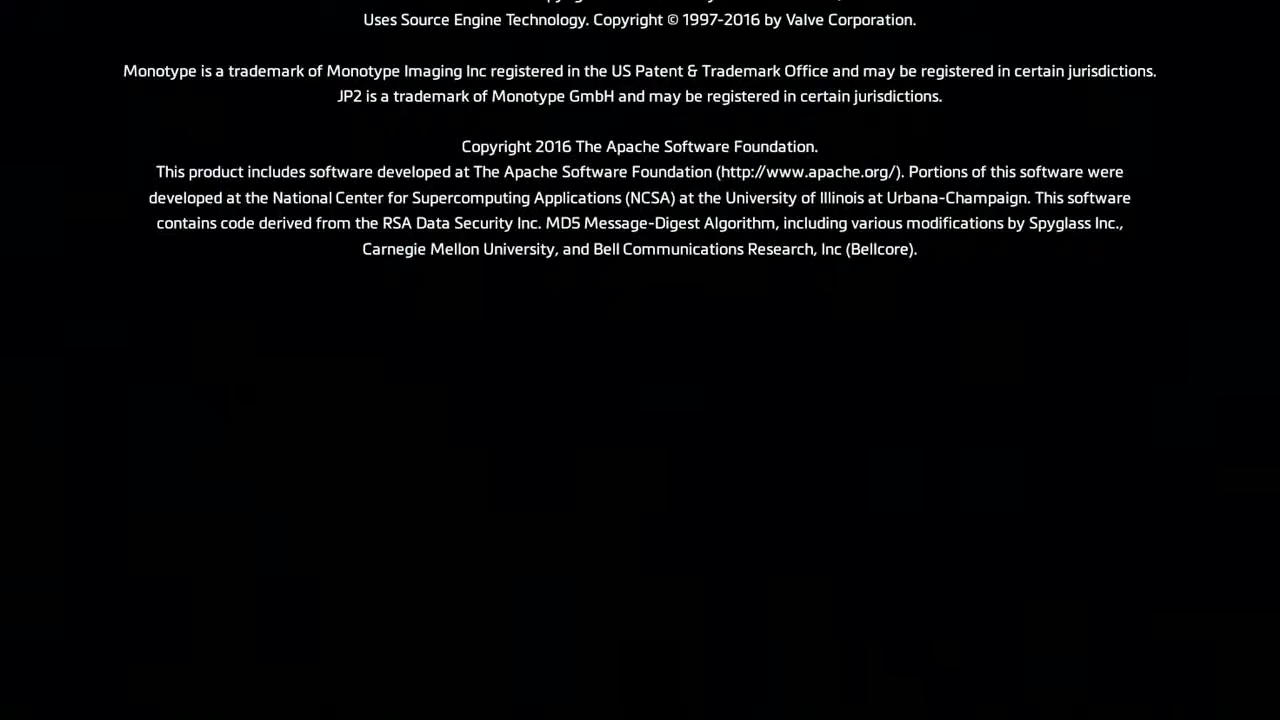 Uses Source Engine Technology. Copyright © 1997-2016 by Valve Corporation.
Monotype is a trademark of Monotype Imaging Inc registered in the US Patent & Trademark Office and may be registered in certain jurisdictions.
JP2 is a trademark of Monotype GmbH and may be registered in certain jurisdictions.
Copyright 2016 The Apache Software Foundation.
This product includes software developed at The Apache Software Foundation (http://www.apache.org/). Portions of this software were
developed at the National Center for Supercomputing Applications (NCSA) at the University of Illinois at Urbana-Champaign. This software
contains code derived from the RSA Data Security Inc. MD5 Message-Digest Algorithm, including various modifications by Spyglass Inc.,
Carnegie Mellon University, and Bell Communications Research, Inc (Bellcore).